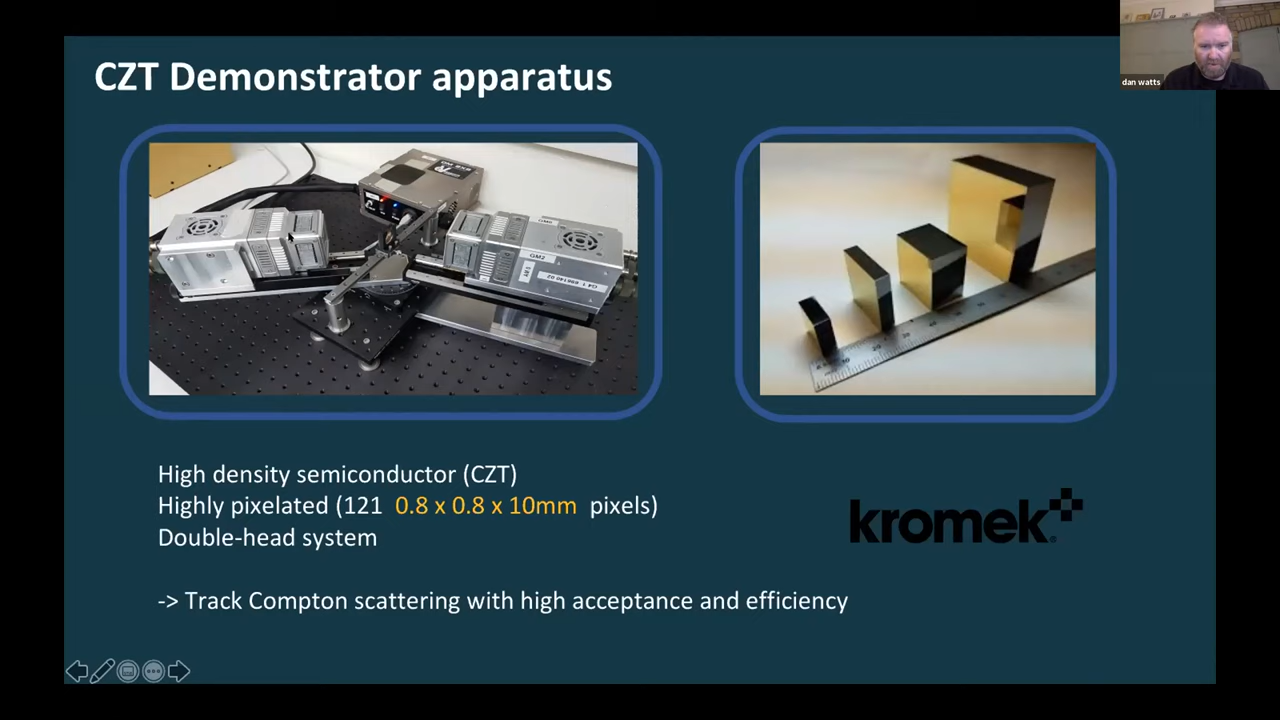 CZT Demonstrator apparatus
dan watts
GM2
High density semiconductor (CZT)
Highly pixelated (121 0.8 x 0.8 x 10mm pixels)
Double-head system
kromek
-> Track Compton scattering with high acceptance and efficiency